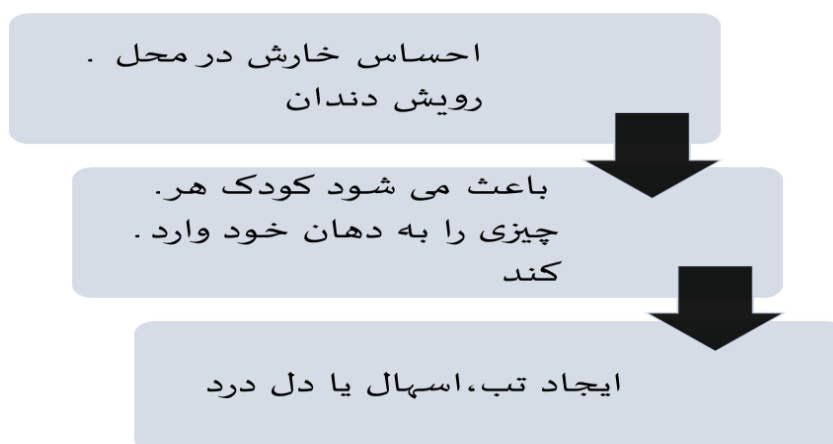 احساس خارش در محل .
رویش دندان
باعث می شود کودک هر.
چیزی را به دهان خود وارد .
کند
ایجاد تب،اسهال یا دل درد